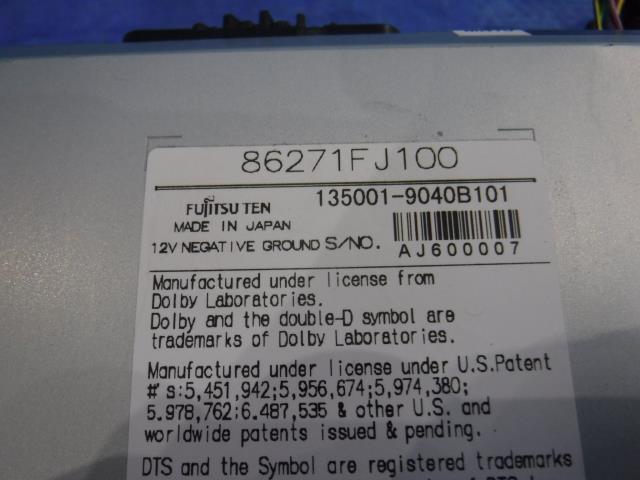 86271FJ100
FUJITSU TEN 135001-9040B101
MADE IN JAPAN
12V NEGATIVE GROUND S/NO. AJ600007
Manufactured under license from
Dolby Laboratories.
Dolby and the double-D symbol are
trademarks of Dolby Laboratories.
Manufactured under license under U.S.Patent
#'s:5,451,942;5,956,674;5,974,380;
5.978,762:6.487,535 & other U.S. and
worldwide patents issued & pending.
DTS and the Symbol are registered trademarks